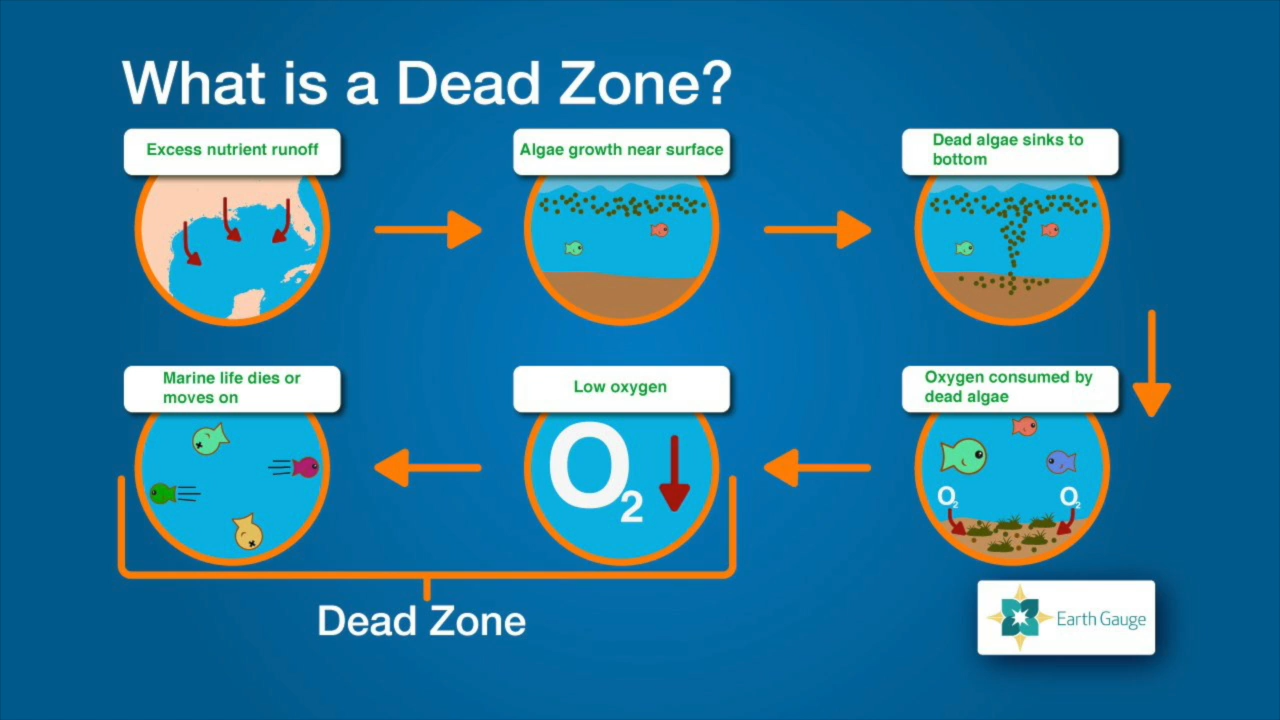 What is a Dead Zone?
Excess nutrient runoff
Algae growth near surface
Dead algae sinks to
bottom
Oxygen consumed by
dead algae
O2
O2
Low oxygen
O2
Marine life dies or
moves on
Dead Zone
Earth Gauge